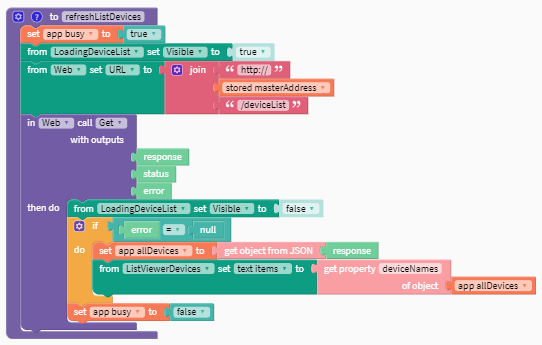 ? to refreshListDevices
set app busy to true
from LoadingDeviceList set Visible to true
from Web set URL to join “ http:// ”
stored masterAddress
“ /deviceList ”
in Web call Get
with outputs
response
status
error
then do from LoadingDeviceList set Visible to false
if error = null
do set app allDevices to get object from JSON response
from ListViewerDevices set text items to get property deviceNames
of object app allDevices
set app busy to false